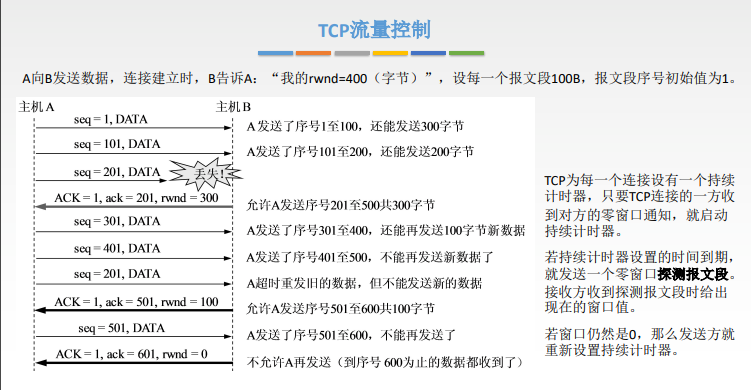 TCP流量控制
A向B发送数据，连接建立时，B告诉A：“我的rwnd=400（字节）”，设每一个报文段100B，报文段序号初始值为1。
主机 A
主机 B
seq = 1, DATA
A 发送了序号1至100，还能发送300字节
seq = 101, DATA
A发送了序号101至200，还能发送200字节
seq = 201, DATA
丢失！
ACK = 1, ack = 201, rwnd = 300
允许A发送序号201至500共300字节
seq = 301, DATA
A发送了序号301至400，还能再发送100字节新数据
seq = 401, DATA
A发送了序号401至500，不能再发送新数据了
seq = 201, DATA
A超时重发旧的数据，但不能发送新的数据
ACK = 1, ack = 501, rwnd = 100
允许A发送序号501至600共100字节
seq = 501, DATA
A发送了序号501至600，不能再发送了
ACK = 1, ack = 601, rwnd = 0
不允许A再发送（到序号 600为止的数据都收到了）
TCP为每一个连接设有一个持续
计时器，只要TCP连接的一方收
到对方的零窗口通知，就启动
持续计时器。
若持续计时器设置的时间到期，
就发送一个零窗口探测报文段。
接收方收到探测报文段时给出
现在的窗口值。
若窗口仍然是0，那么发送方就
重新设置持续计时器。